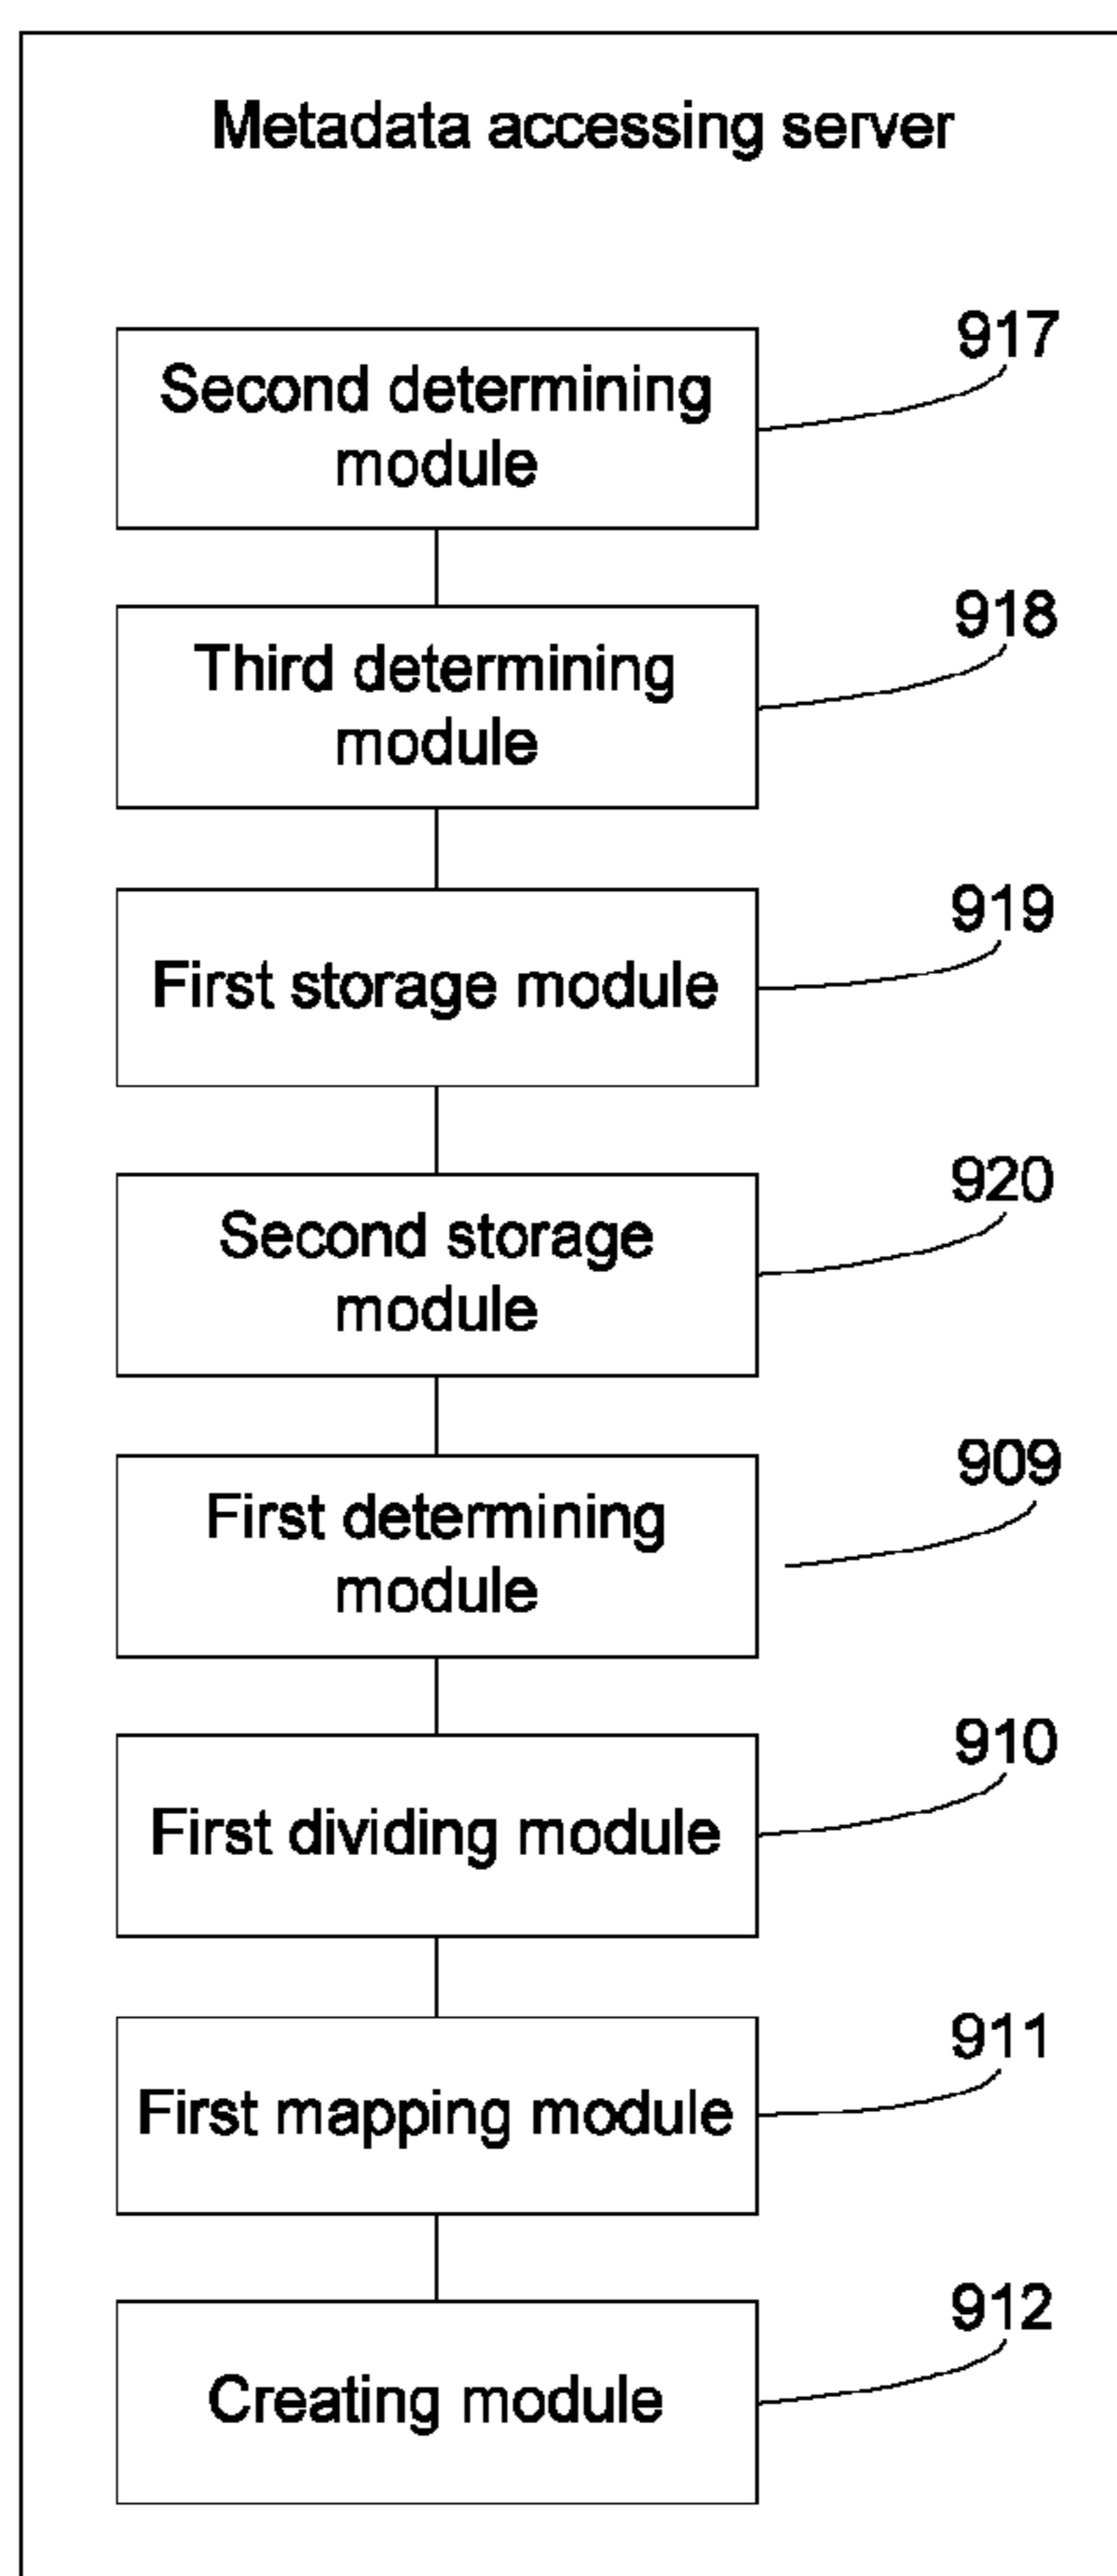 Metadata accessing server
917
Second determining
module
918
Third determining
module
919
First storage module
920
Second storage
module
909
First determining
module
910
First dividing module
911
First mapping module
912
Creating module